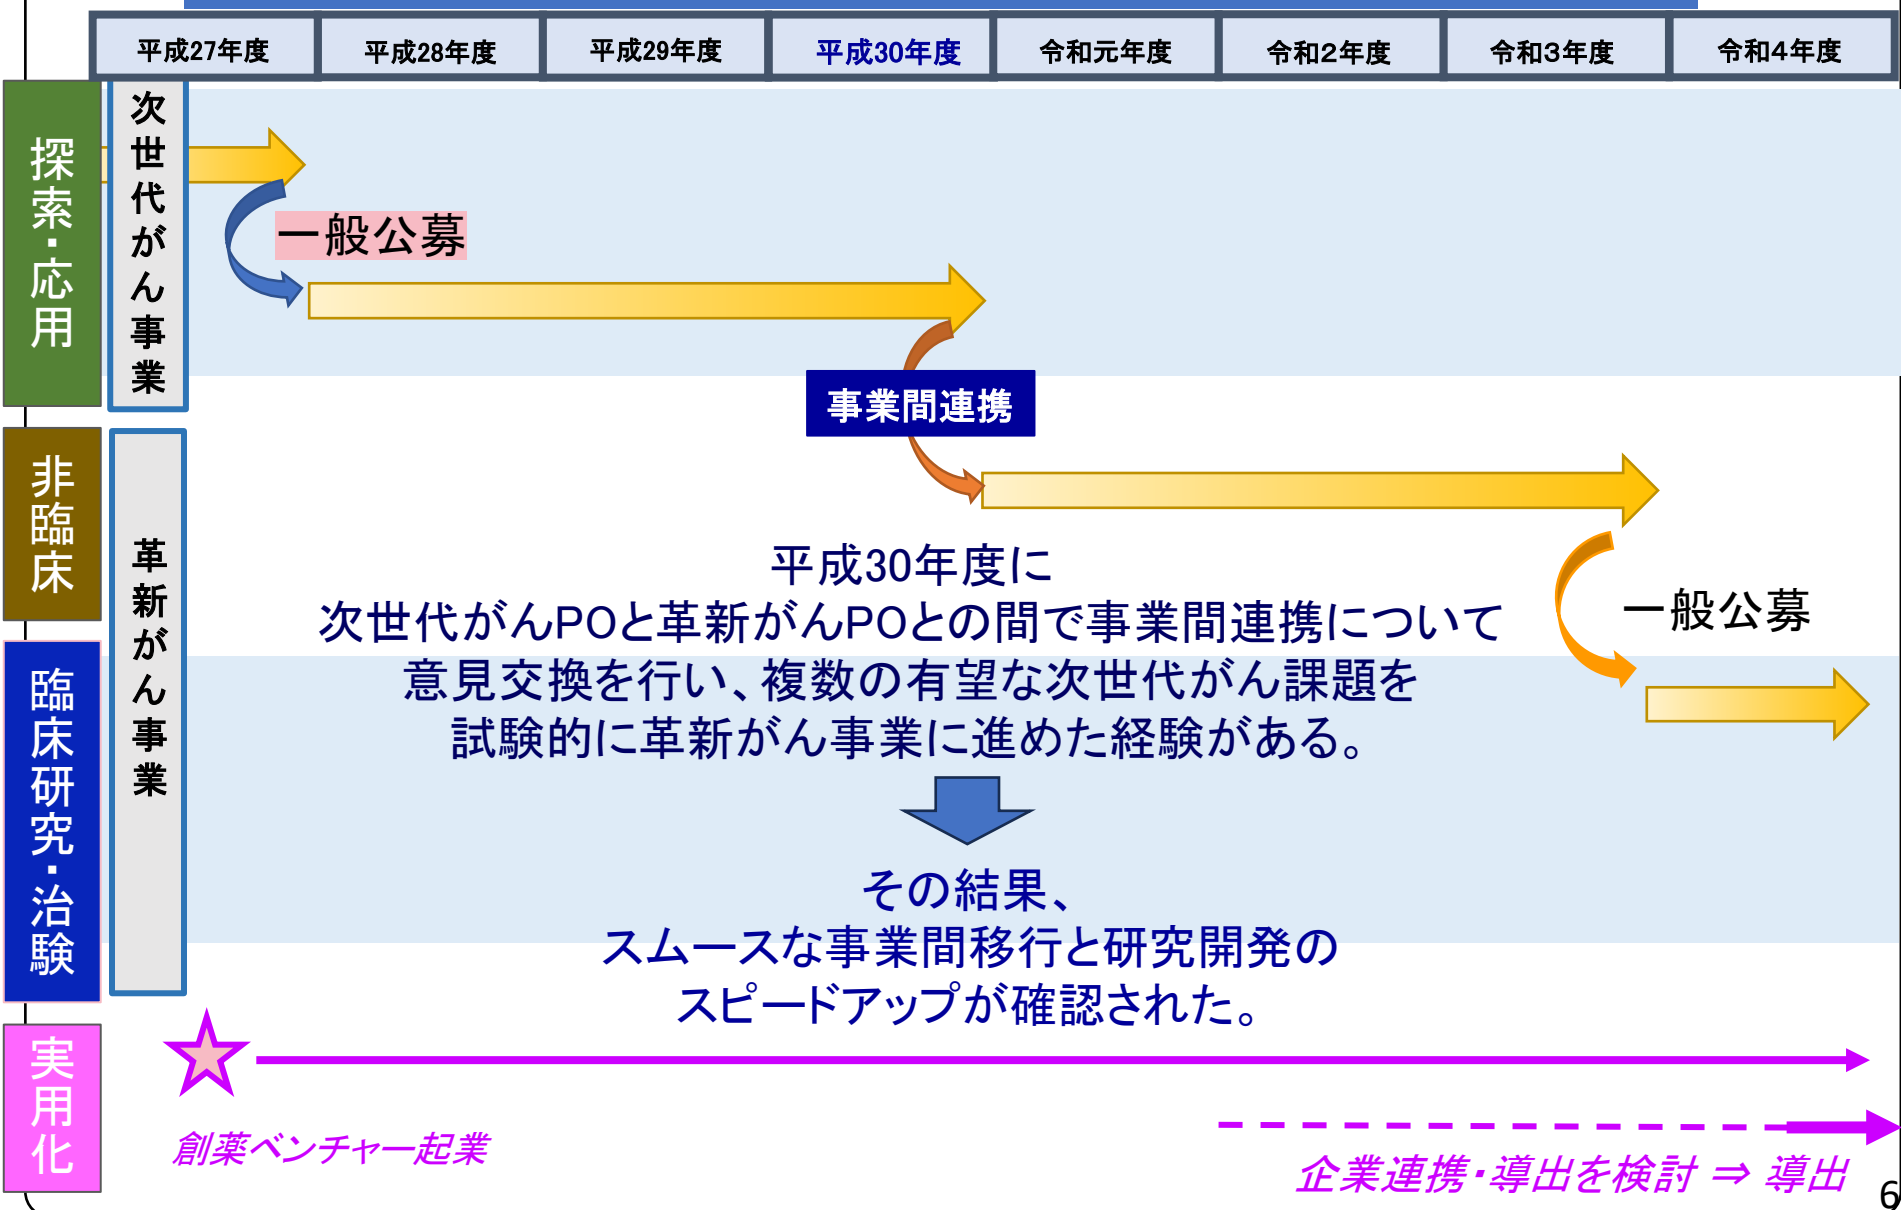 平成27年度
平成28年度
平成29年度
平成30年度
令和元年度
令和2年度
令和3年度
令和4年度
探索・応用
次世代がん事業
一般公募
事業間連携
非臨床
革新がん事業
平成30年度に
次世代がんPOと革新がんPOとの間で事業間連携について
意見交換を行い、複数の有望な次世代がん課題を
試験的に革新がん事業に進めた経験がある。
一般公募
臨床研究・治験
その結果、
スムースな事業間移行と研究開発の
スピードアップが確認された。
実用化
創薬ベンチャー起業
企業連携・導出を検討 ⇒ 導出
6